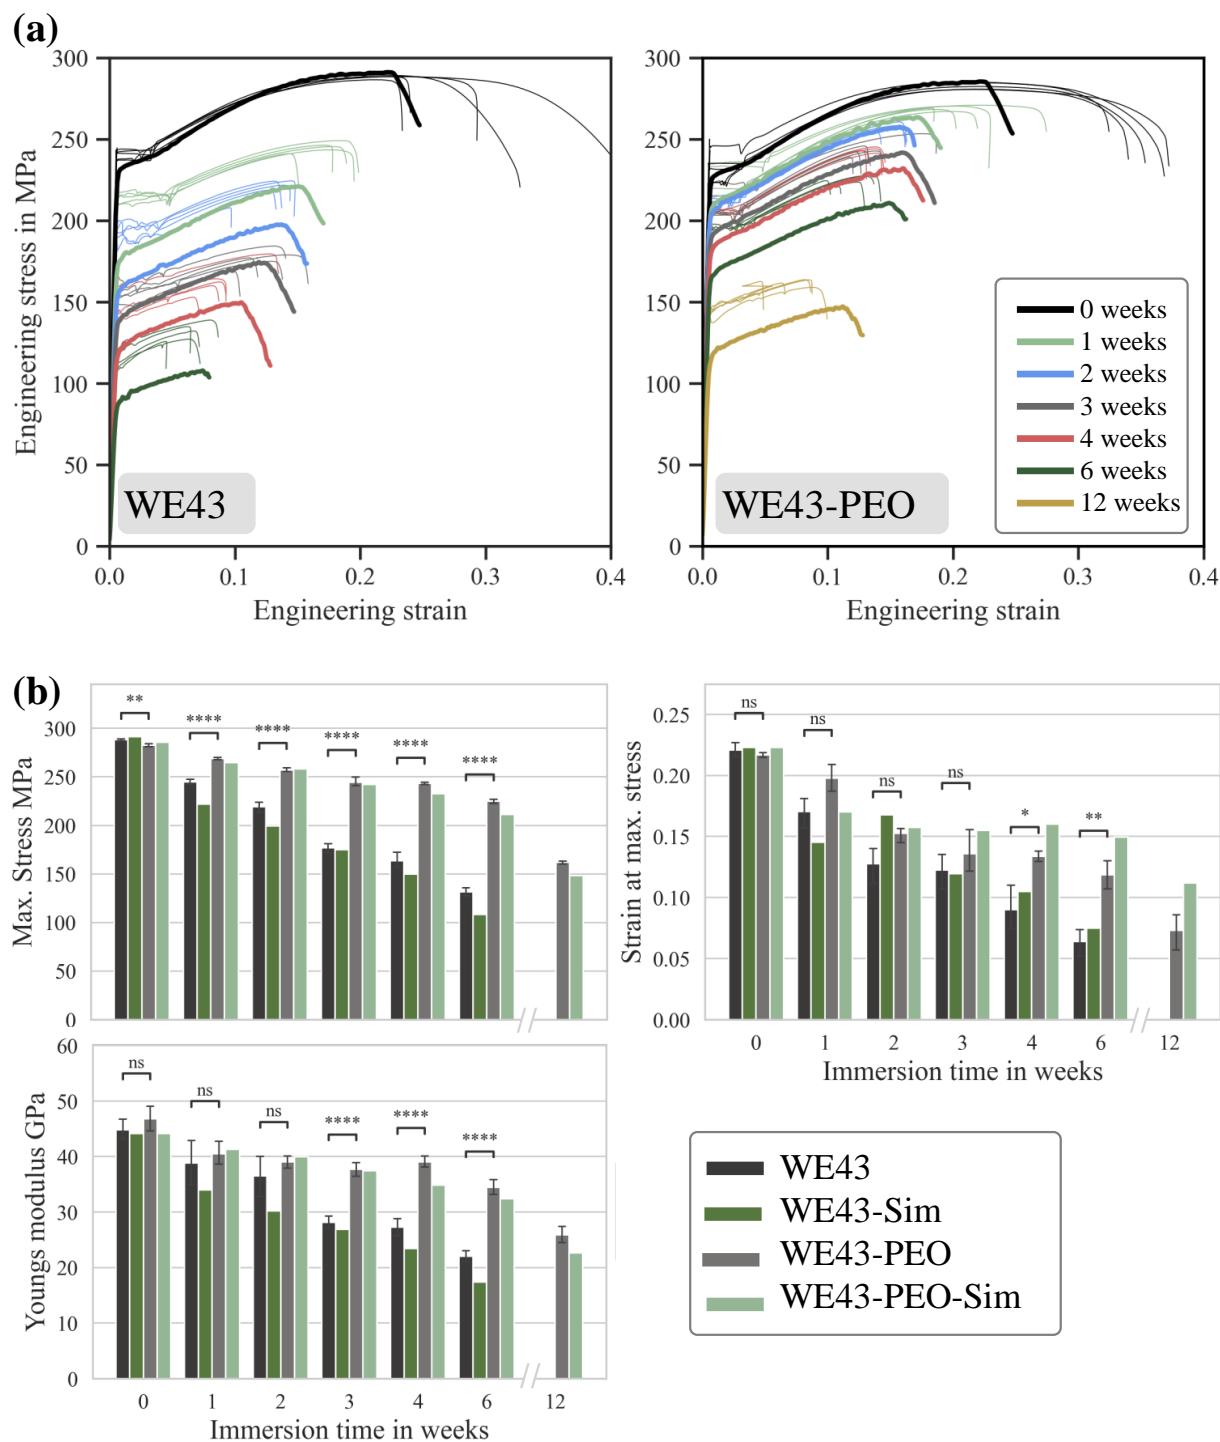 (a)
300
250
200
150
100
50
0
Engineering stress in MPa
WE43
0.0 0.1 0.2 0.3 0.4
Engineering strain
300
250
200
150
100
50
0
WE43-PEO
0 weeks
1 weeks
2 weeks
3 weeks
4 weeks
6 weeks
12 weeks
0.0 0.1 0.2 0.3 0.4
Engineering strain
(b)
Max. Stress MPa
300
250
200
150
100
50
0
** **** **** **** **** ****
Strain at max. stress
0.25
0.20
0.15
0.10
0.05
0.00
ns ns ns ns * **
0 1 2 3 4 6 12
Immersion time in weeks
Youngs modulus GPa
60
50
40
30
20
10
0
ns ns ns **** **** ****
0 1 2 3 4 6 12
Immersion time in weeks
WE43
WE43-Sim
WE43-PEO
WE43-PEO-Sim